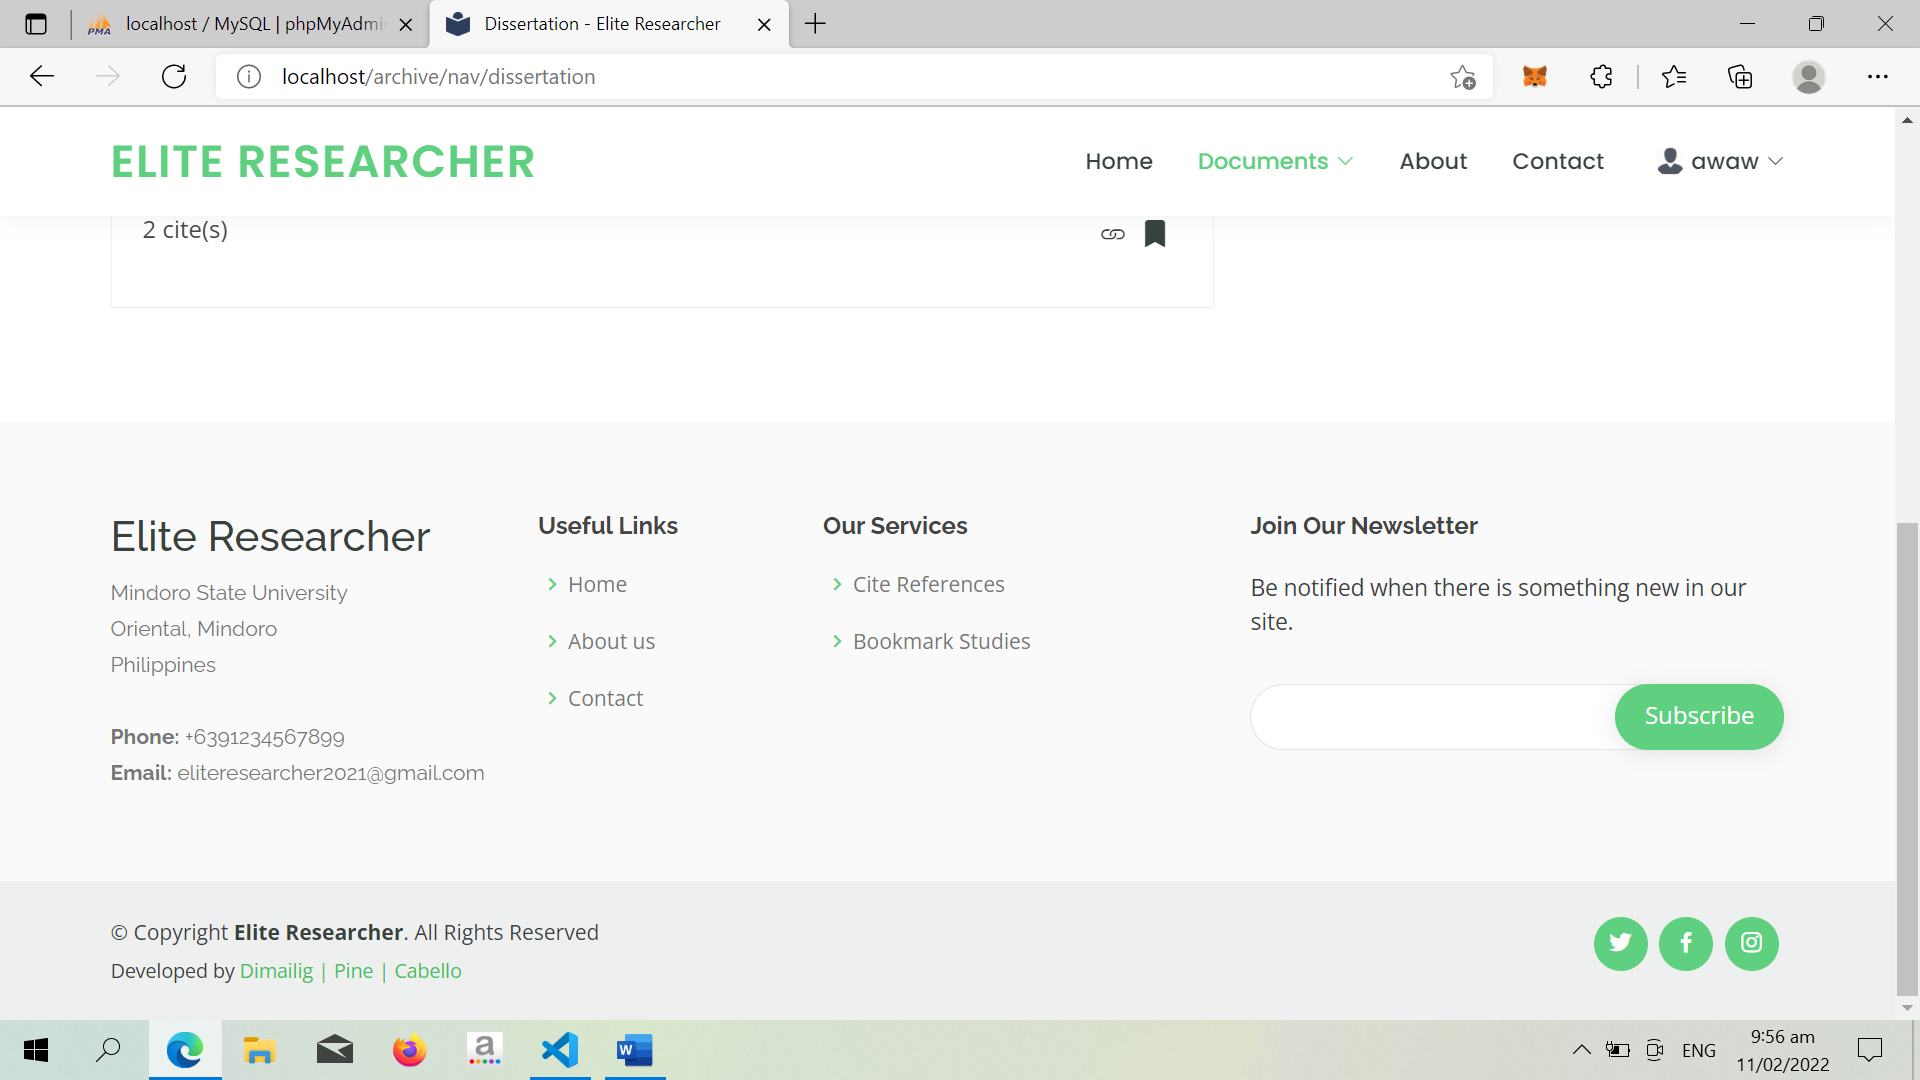 localhost / MySQL | phpMyAdmi
Dissertation - Elite Researcher
localhost/archive/nav/dissertation
ELITE RESEARCHER
Home
Documents
About
Contact
awaw
2 cite(s)
Elite Researcher
Mindoro State University
Oriental, Mindoro
Philippines
Phone: +6391234567899
Email: eliteresearcher2021@gmail.com
Useful Links
Home
About us
Contact
Our Services
Cite References
Bookmark Studies
Join Our Newsletter
Be notified when there is something new in our
site.
Subscribe
© Copyright Elite Researcher. All Rights Reserved
Developed by Dimailig | Pine | Cabello
ENG
9:56 am
11/02/2022